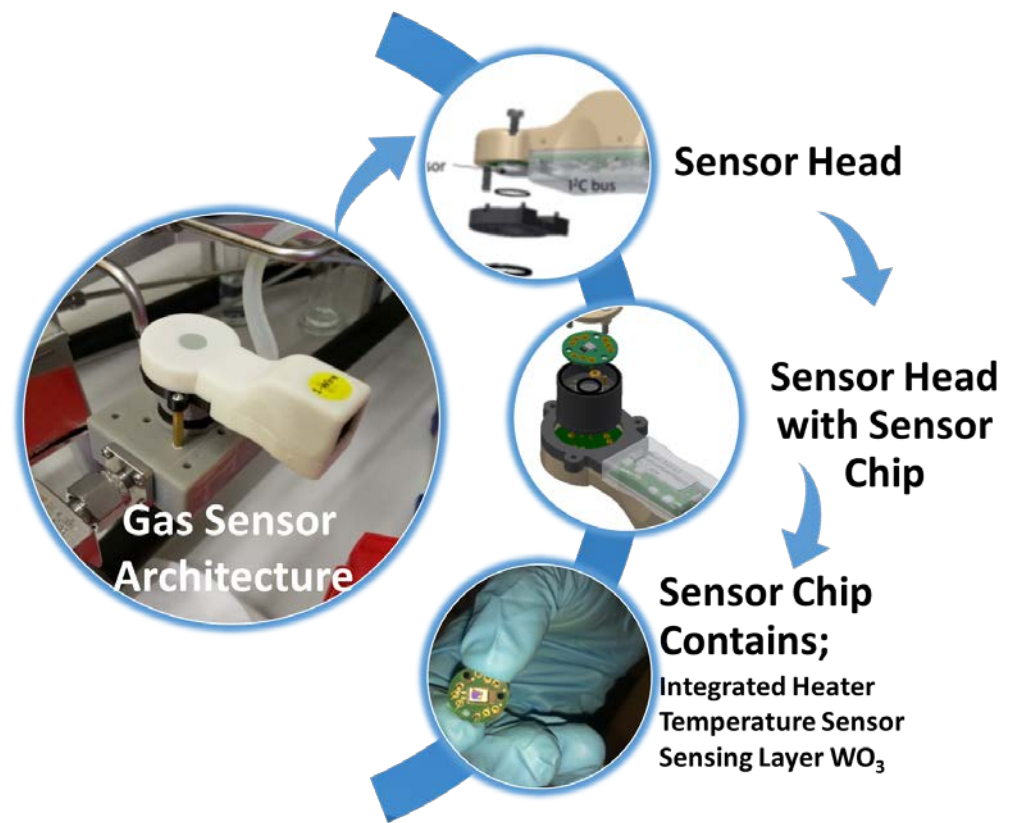 sor
I²C bus
Sensor Head
Sensor Head
with Sensor
Chip
Gas Sensor
Architecture
Sensor Chip
Contains;
Integrated Heater
Temperature Sensor
Sensing Layer WO₃